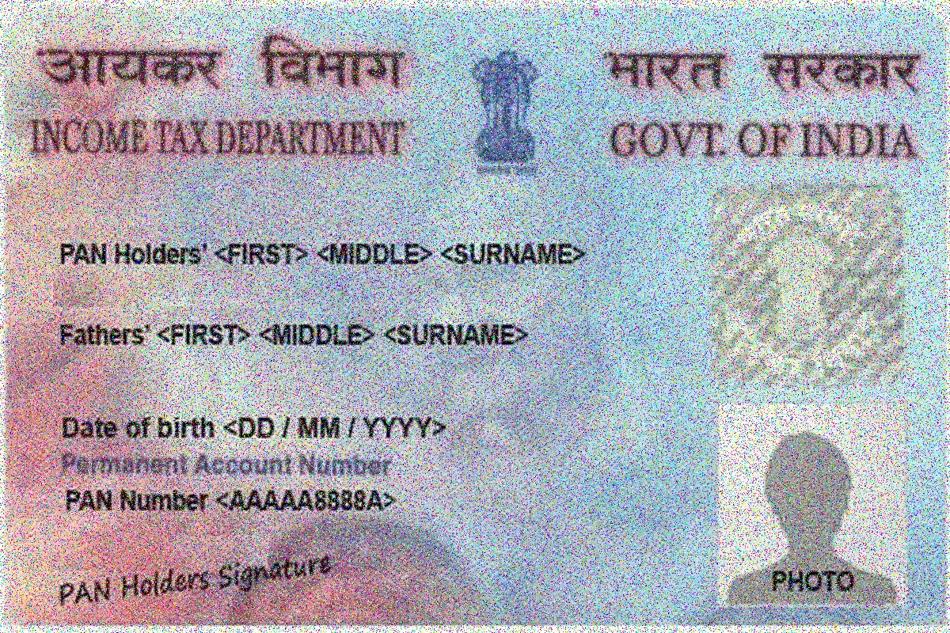 आयकर विभाग
भारत सरकार
INCOME TAX DEPARTMENT
GOVT. OF INDIA
PAN Holders' <FIRST> <MIDDLE> <SURNAME>
Fathers' <FIRST> <MIDDLE> <SURNAME>
Date of birth <DD / MM / YYYY>
Permanent Account Number
PAN Number <AAAAA8888A>
PAN Holders Signature
PHOTO